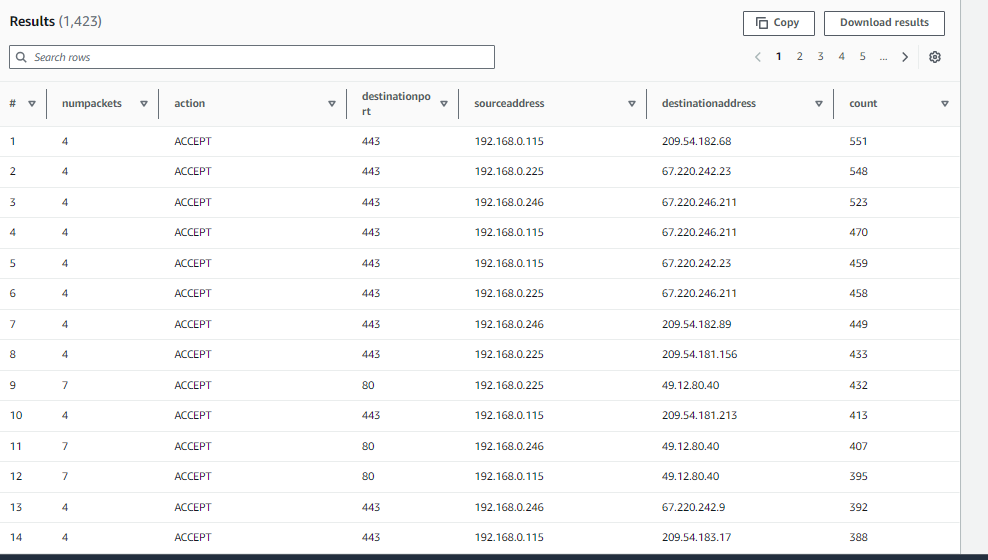 Results (1,423)
Copy
Download results
Search rows
1 2 3 4 5 ...
# numpackets action destinationpo
rt sourceaddress destinationaddress count
1 4 ACCEPT 443 192.168.0.115 209.54.182.68 551
2 4 ACCEPT 443 192.168.0.225 67.220.242.23 548
3 4 ACCEPT 443 192.168.0.246 67.220.246.211 523
4 4 ACCEPT 443 192.168.0.115 67.220.246.211 470
5 4 ACCEPT 443 192.168.0.115 67.220.242.23 459
6 4 ACCEPT 443 192.168.0.225 67.220.246.211 458
7 4 ACCEPT 443 192.168.0.246 209.54.182.89 449
8 4 ACCEPT 443 192.168.0.225 209.54.181.156 433
9 7 ACCEPT 80 192.168.0.225 49.12.80.40 432
10 4 ACCEPT 443 192.168.0.115 209.54.181.213 413
11 7 ACCEPT 80 192.168.0.246 49.12.80.40 407
12 7 ACCEPT 80 192.168.0.115 49.12.80.40 395
13 4 ACCEPT 443 192.168.0.246 67.220.242.9 392
14 4 ACCEPT 443 192.168.0.115 209.54.183.17 388